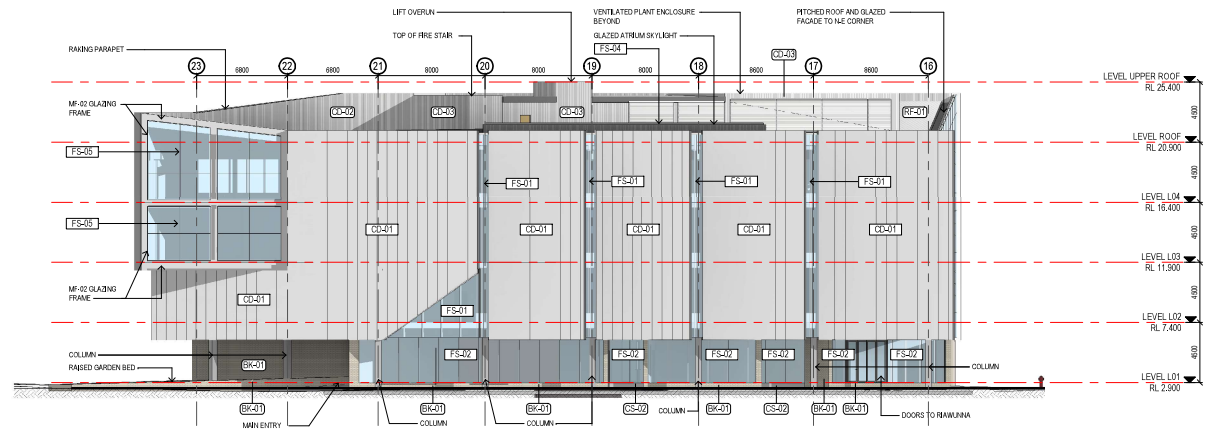 LIFT OVERUN
VENTILATED PLANT ENCLOSURE
BEYOND
PITCHED ROOF AND GLAZED
FACADE TO N-E CORNER
RAKING PARAPET
TOP OF FIRE STAIR
GLAZED ATRIUM SKYLIGHT
FS-04
CD-03
23
22
21
20
19
18
17
16
6800
6800
8000
8000
8000
8600
8600
LEVEL UPPER ROOF
RL 25.400
MF-02 GLAZING
FRAME
CD-02
CD-03
CD-03
RF-01
4500
LEVEL ROOF
RL 20.900
FS-05
FS-01
FS-01
FS-01
FS-01
4500
LEVEL L04
RL 16.400
FS-05
CD-01
CD-01
CD-01
CD-01
CD-01
4500
LEVEL L03
RL 11.900
MF-02 GLAZING
FRAME
CD-01
FS-01
4500
LEVEL L02
RL 7.400
COLUMN
RAISED GARDEN BED
BK-01
FS-02
FS-02
FS-02
FS-02
FS-02
FS-02
COLUMN
4500
LEVEL L01
RL 2.900
BK-01
BK-01
BK-01
CS-02
COLUMN
BK-01
CS-02
BK-01
BK-01
DOORS TO RIAWUNNA
MAIN ENTRY
COLUMN
COLUMN